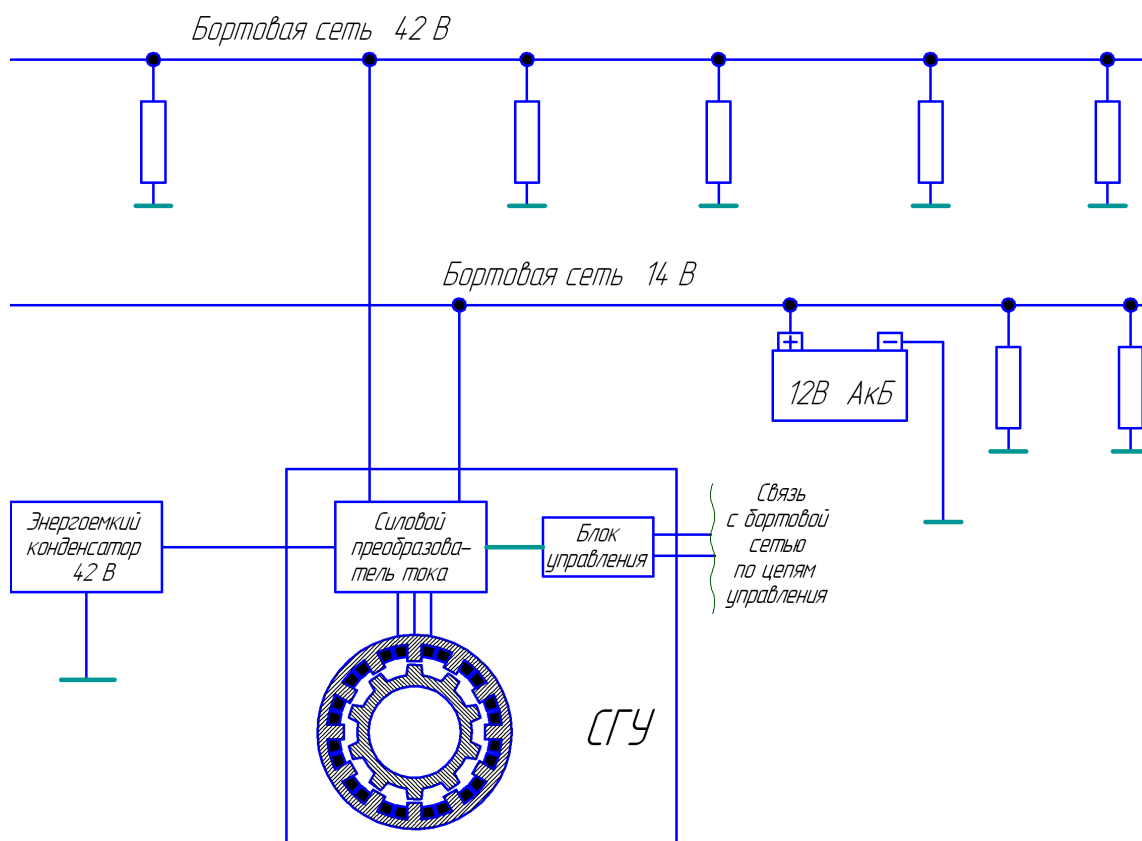 Бортовая сеть 42 В
Бортовая сеть 14 В
+ −
12В АкБ
Энергоемкий
конденсатор
42 В
Силовой
преобразова-
тель тока
Блок
управления
Связь
с бортовой
сетью
по цепям
управления
СГУ